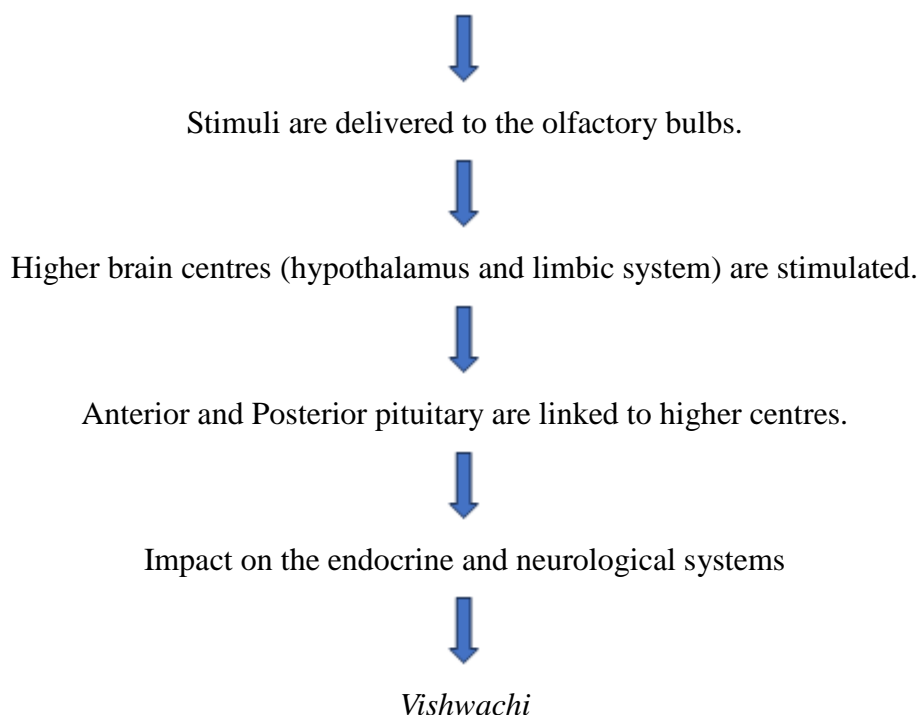 Stimuli are delivered to the olfactory bulbs.
Higher brain centres (hypothalamus and limbic system) are stimulated.
Anterior and Posterior pituitary are linked to higher centres.
Impact on the endocrine and neurological systems
Vishwachi